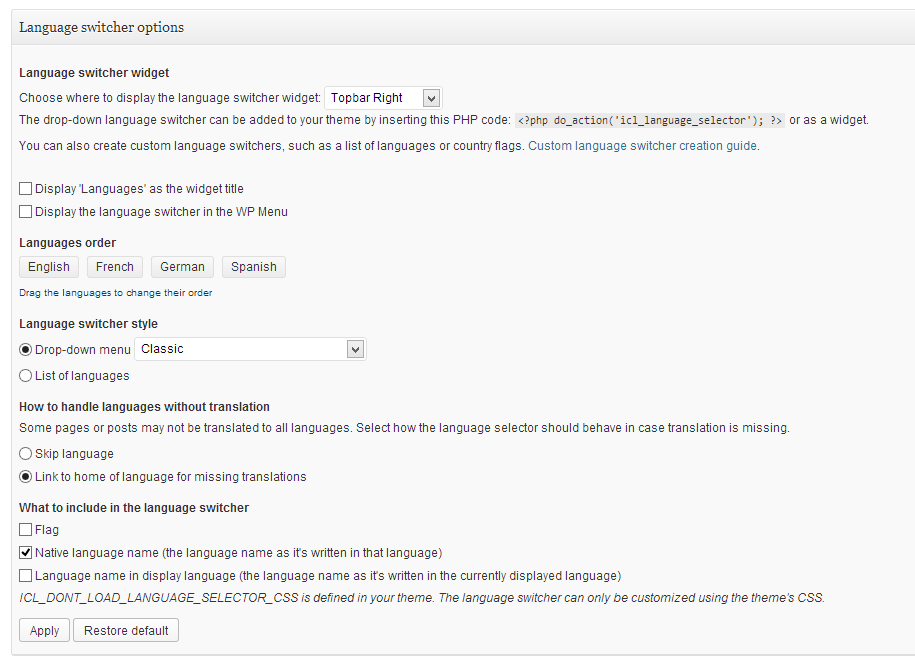 Language switcher options
Language switcher widget
Choose where to display the language switcher widget: Topbar Right
The drop-down language switcher can be added to your theme by inserting this PHP code: <?php do_action('icl_language_selector'); ?> or as a widget.
You can also create custom language switchers, such as a list of languages or country flags. Custom language switcher creation guide.
Display 'Languages' as the widget title
Display the language switcher in the WP Menu
Languages order
English French German Spanish
Drag the languages to change their order
Language switcher style
Drop-down menu Classic
List of languages
How to handle languages without translation
Some pages or posts may not be translated to all languages. Select how the language selector should behave in case translation is missing.
Skip language
Link to home of language for missing translations
What to include in the language switcher
Flag
Native language name (the language name as it's written in that language)
Language name in display language (the language name as it's written in the currently displayed language)
ICL_DONT_LOAD_LANGUAGE_SELECTOR_CSS is defined in your theme. The language switcher can only be customized using the theme's CSS.
Apply Restore default